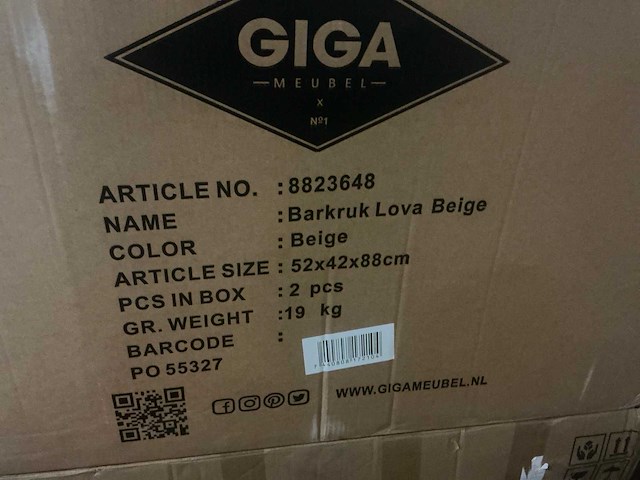 GIGA
—MEUBEL—
x
Nº1
ARTICLE NO. : 8823648
NAME : Barkruk Lova Beige
COLOR : Beige
ARTICLE SIZE : 52x42x88cm
PCS IN BOX : 2 pcs
GR. WEIGHT :19 kg
BARCODE :
PO 55327
WWW.GIGAMEUBEL.NL